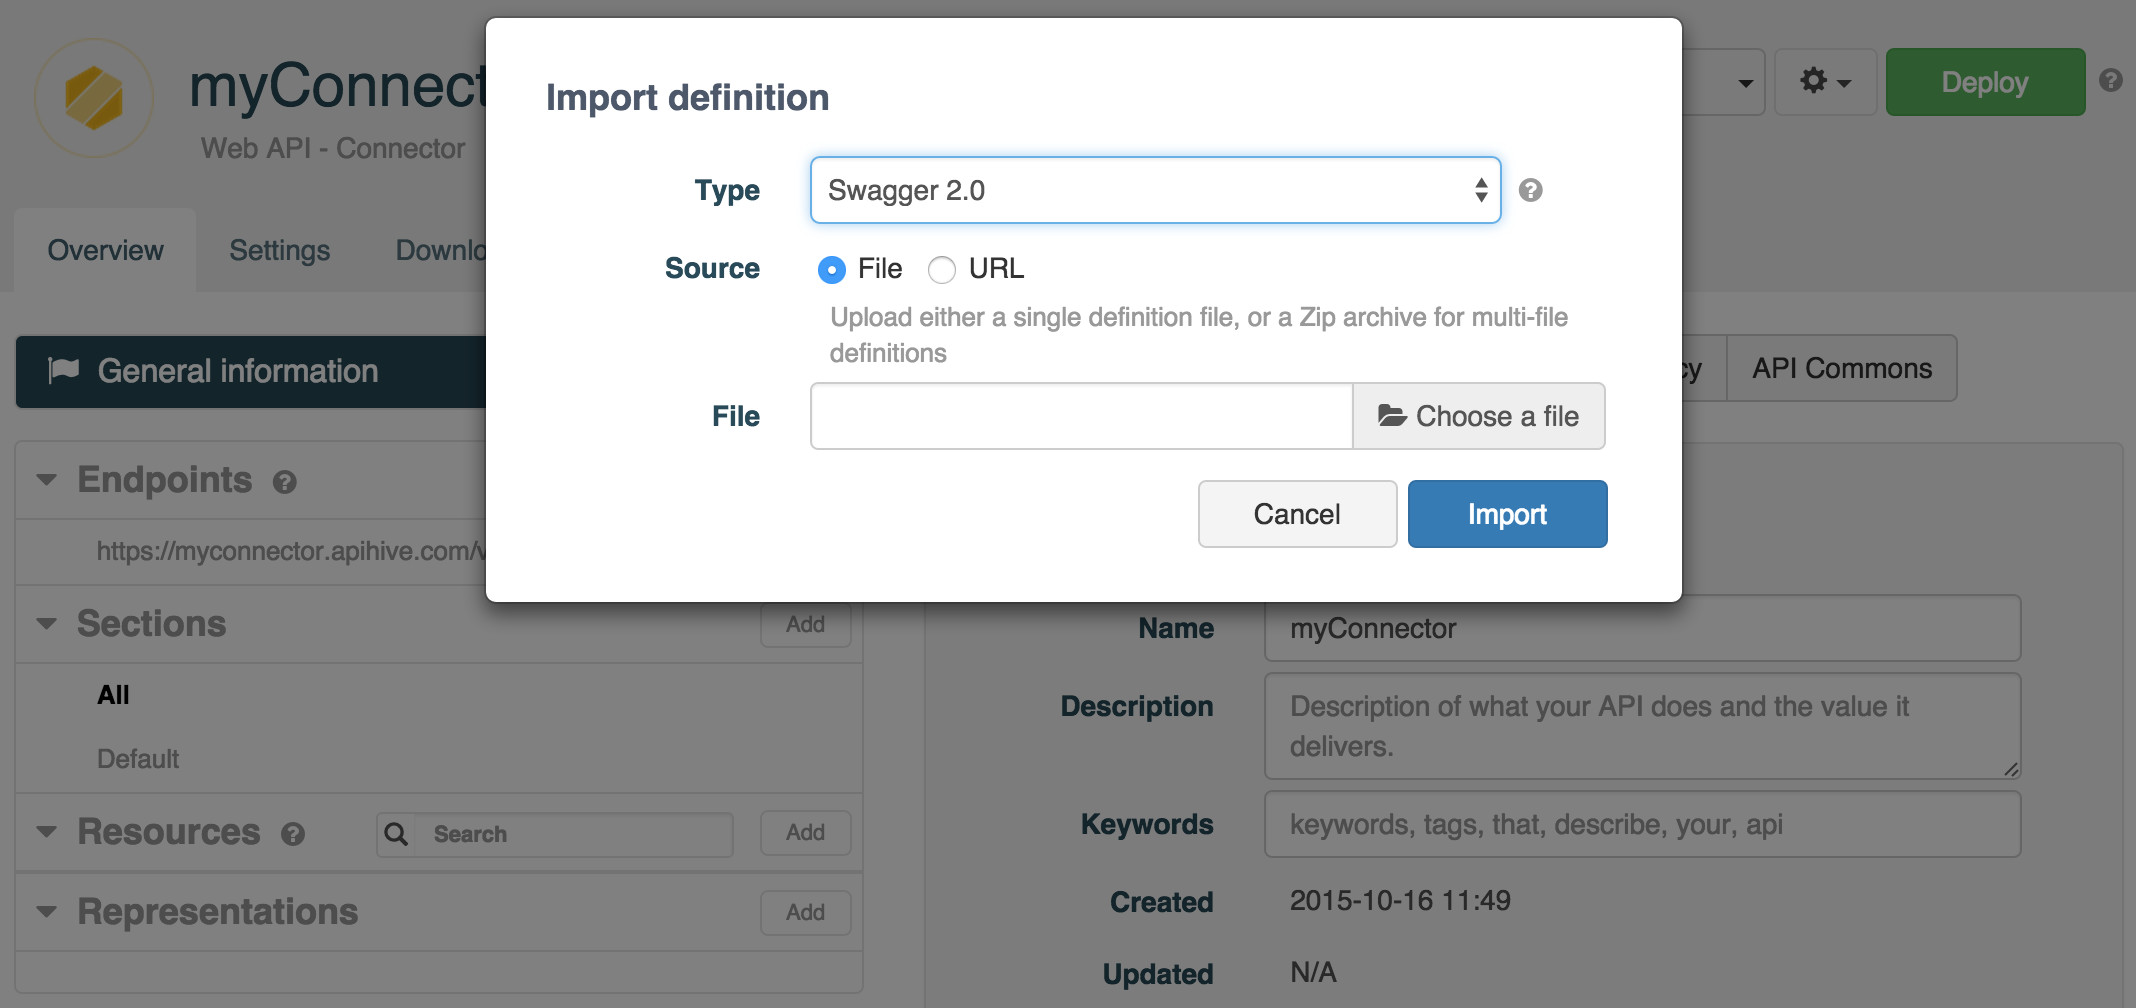 myConnect
Web API - Connector
Deploy
Overview
Settings
Downlo
Import definition
Type
Swagger 2.0
Source
File
URL
Upload either a single definition file, or a Zip archive for multi-file
definitions
File
Choose a file
Cancel
Import
General information
cy
API Commons
Endpoints
https://myconnector.apihive.com/v
Sections
Add
All
Default
Resources
Search
Add
Representations
Add
Name
myConnector
Description
Description of what your API does and the value it
delivers.
Keywords
keywords, tags, that, describe, your, api
Created
2015-10-16 11:49
Updated
N/A